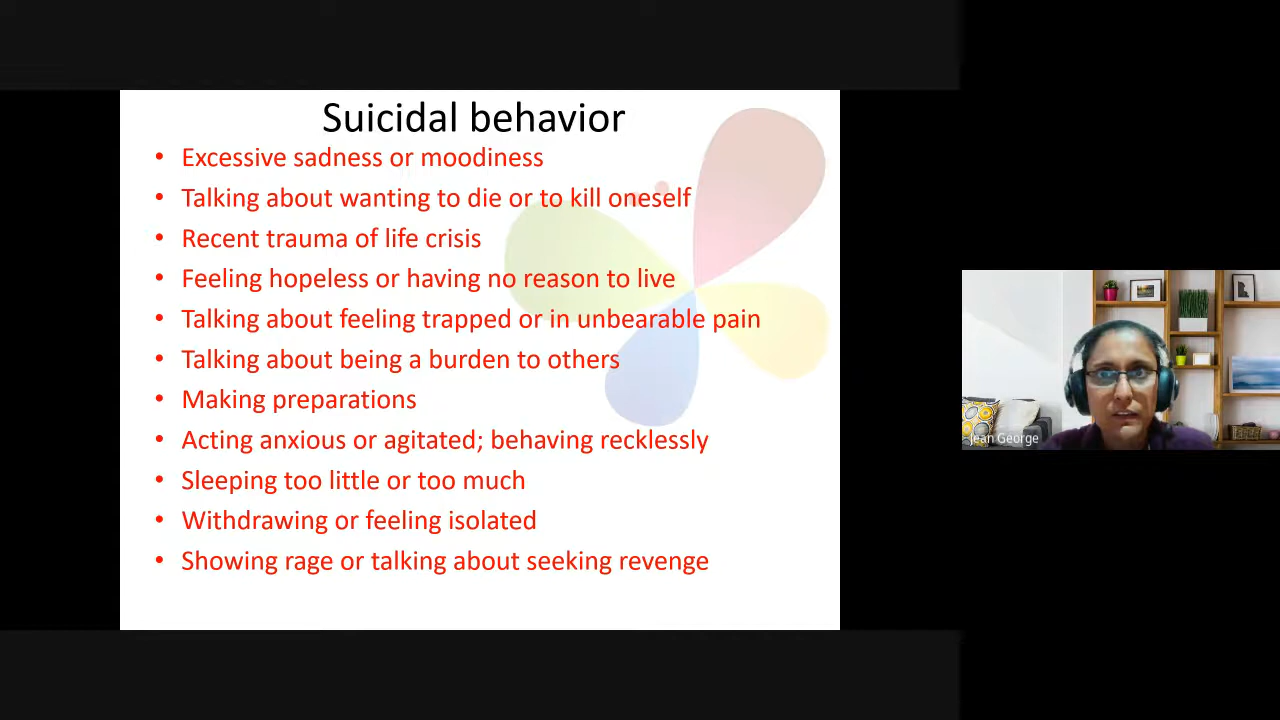 Suicidal behavior
• Excessive sadness or moodiness
• Talking about wanting to die or to kill oneself
• Recent trauma of life crisis
• Feeling hopeless or having no reason to live
• Talking about feeling trapped or in unbearable pain
• Talking about being a burden to others
• Making preparations
• Acting anxious or agitated; behaving recklessly
• Sleeping too little or too much
• Withdrawing or feeling isolated
• Showing rage or talking about seeking revenge
Jean George